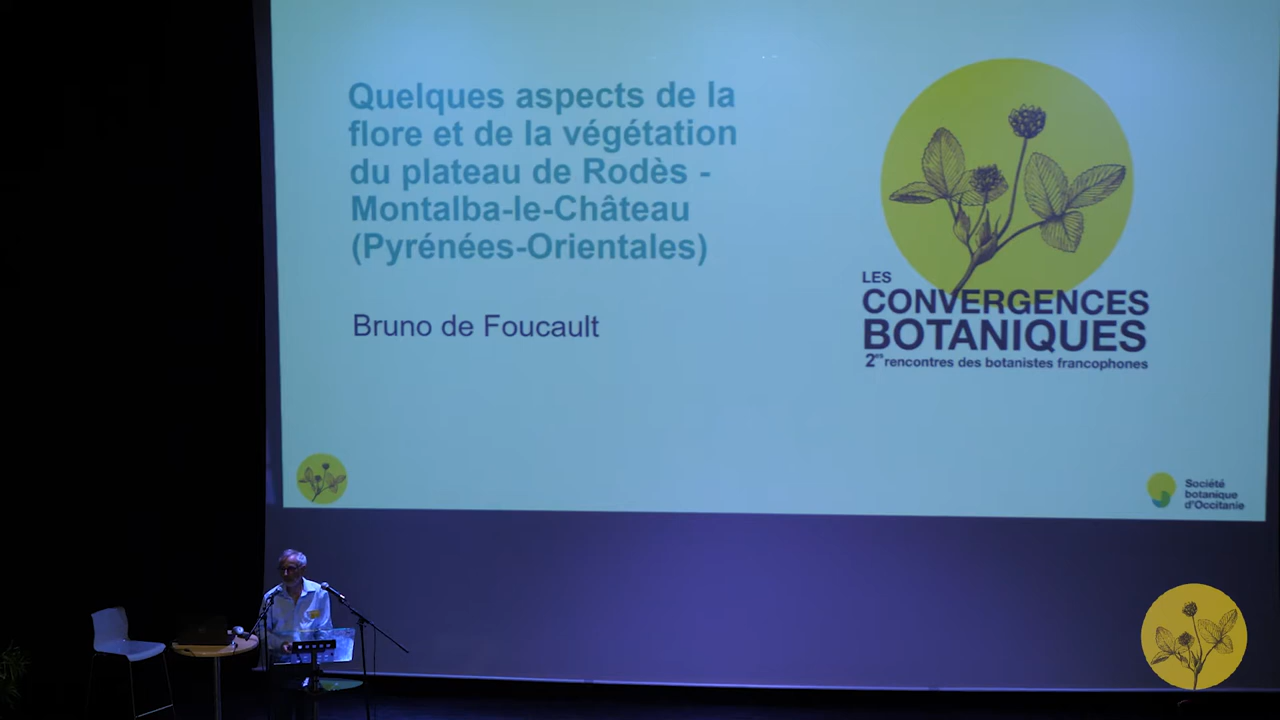 Quelques aspects de la
flore et de la végétation
du plateau de Rodès -
Montalba-le-Château
(Pyrénées-Orientales)
Bruno de Foucault
LES
CONVERGENCES
BOTANIQUES
2es rencontres des botanistes francophones
Société
botanique
d'Occitanie